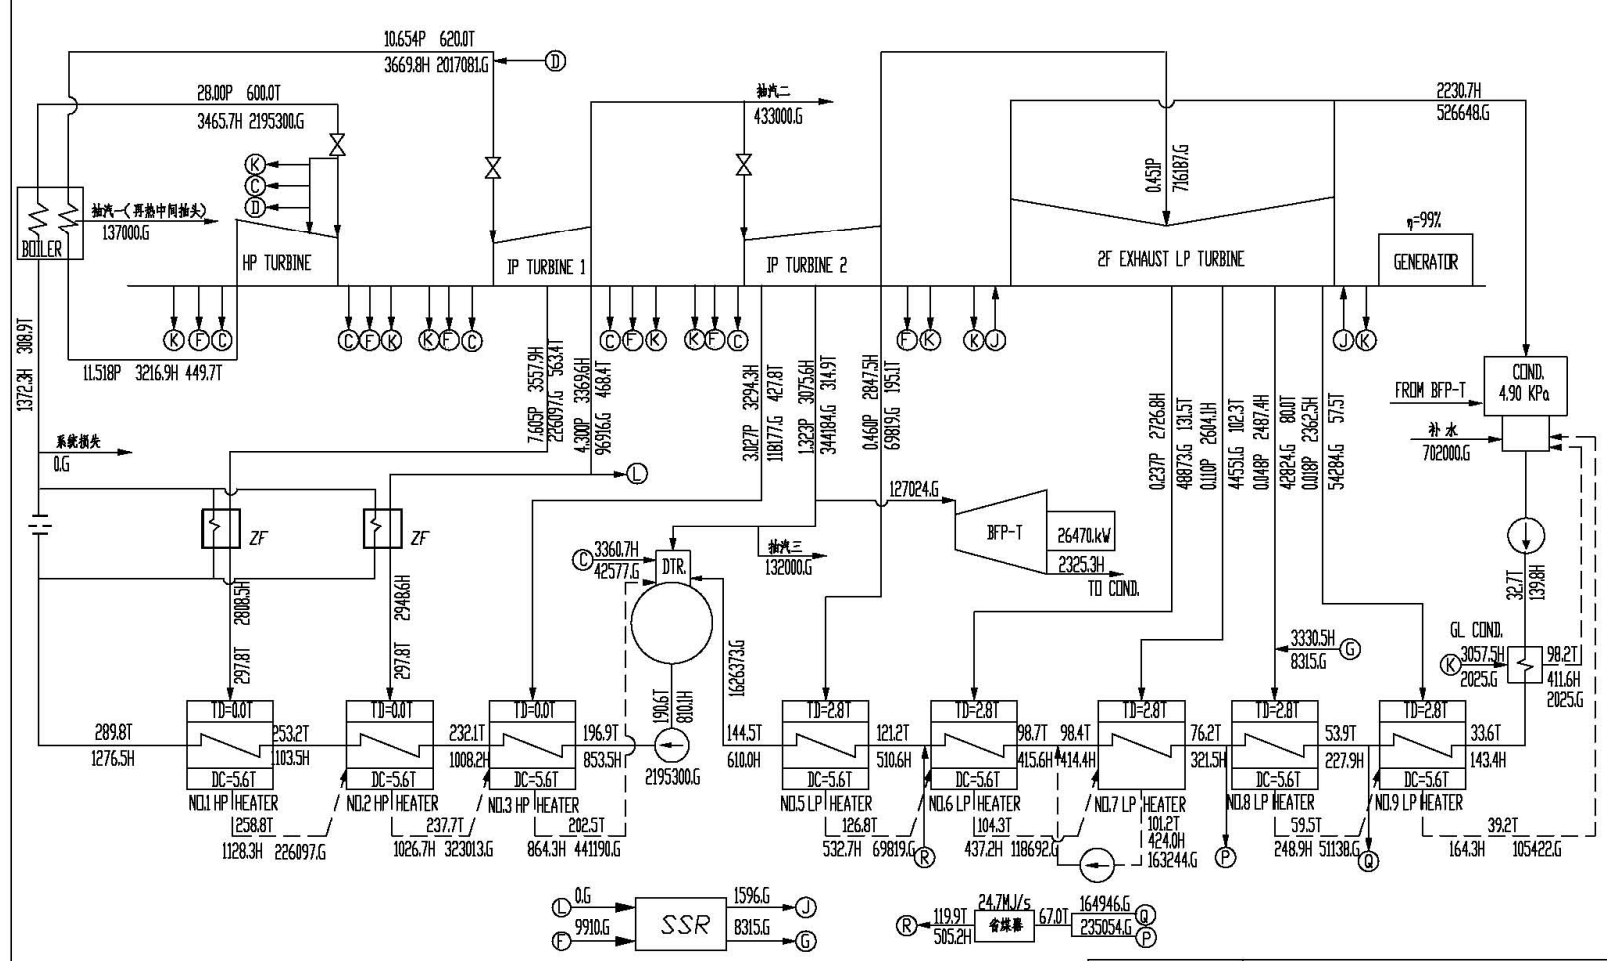 10.654P 620.0T
3669.8H 2017081.G
D
28.00P 600.0T
3465.7H 2195300.G
K
C
D
抽汽一(再热中间抽头)
137000.G
BOILER
HP TURBINE
IP TURBINE 1
抽汽二
433000.G
IP TURBINE 2
0.451P
716187.G
2F EXHAUST LP TURBINE
2230.7H
526648.G
η=99%
GENERATOR
K F C
C F K
K F C
C F K
K F C
F K
K J
J K
11.518P 3216.9H 449.7T
1372.3H 308.9T
系统损失
0.G
7.605P 3557.9H
226097.G 563.4T
4.300P 3369.6H
96916.G 468.4T
3.027P 3294.3H
118177.G 427.8T
1.323P 3075.6H
344184.G 314.9T
0.460P 2847.5H
69819.G 195.1T
0.237P 2726.8H
48873.G 131.5T
0.110P 2604.1H
44551.G 102.3T
0.048P 2487.4H
42824.G 80.0T
0.018P 2362.5H
54284.G 57.5T
COND.
4.90 KPa
FROM BFP-T
补水
702000.G
L
ZF
ZF
127024.G
BFP-T
26470.kW
2325.3H
TO COND.
抽汽三
132000.G
C
3360.7H
42577.G
DTR.
297.8T 2808.5H
297.8T 2948.6H
1626373.G
190.6T
810.1H
2195300.G
32.7T
139.8H
GL COND.
K
3057.5H
2025.G
98.2T
411.6H
2025.G
3330.5H
8315.G
G
TD=0.0T
TD=0.0T
TD=0.0T
TD=2.8T
TD=2.8T
TD=2.8T
TD=2.8T
TD=2.8T
289.8T
1276.5H
253.2T
1103.5H
232.1T
1008.2H
196.9T
853.5H
144.5T
610.0H
121.2T
510.6H
98.7T
415.6H
98.4T
414.4H
76.2T
321.5H
53.9T
227.9H
33.6T
143.4H
DC=5.6T
DC=5.6T
DC=5.6T
DC=5.6T
DC=5.6T
DC=5.6T
DC=5.6T
NO.1 HP HEATER
NO.2 HP HEATER
NO.3 HP HEATER
NO.5 LP HEATER
NO.6 LP HEATER
NO.7 LP HEATER
NO.8 LP HEATER
NO.9 LP HEATER
258.8T
1128.3H 226097.G
237.7T
1026.7H 323013.G
202.5T
864.3H 441190.G
126.8T
532.7H 69819.G
R
104.3T
437.2H 118692.G
101.2T
424.0H
163244.G
P
59.5T
248.9H 51138.G
Q
39.2T
164.3H 105422.G
L
0.G
F
9910.G
SSR
1596.G
J
8315.G
G
R
119.9T
505.2H
24.7MJ/s
省煤器
67.0T
164946.G
Q
235054.G
P